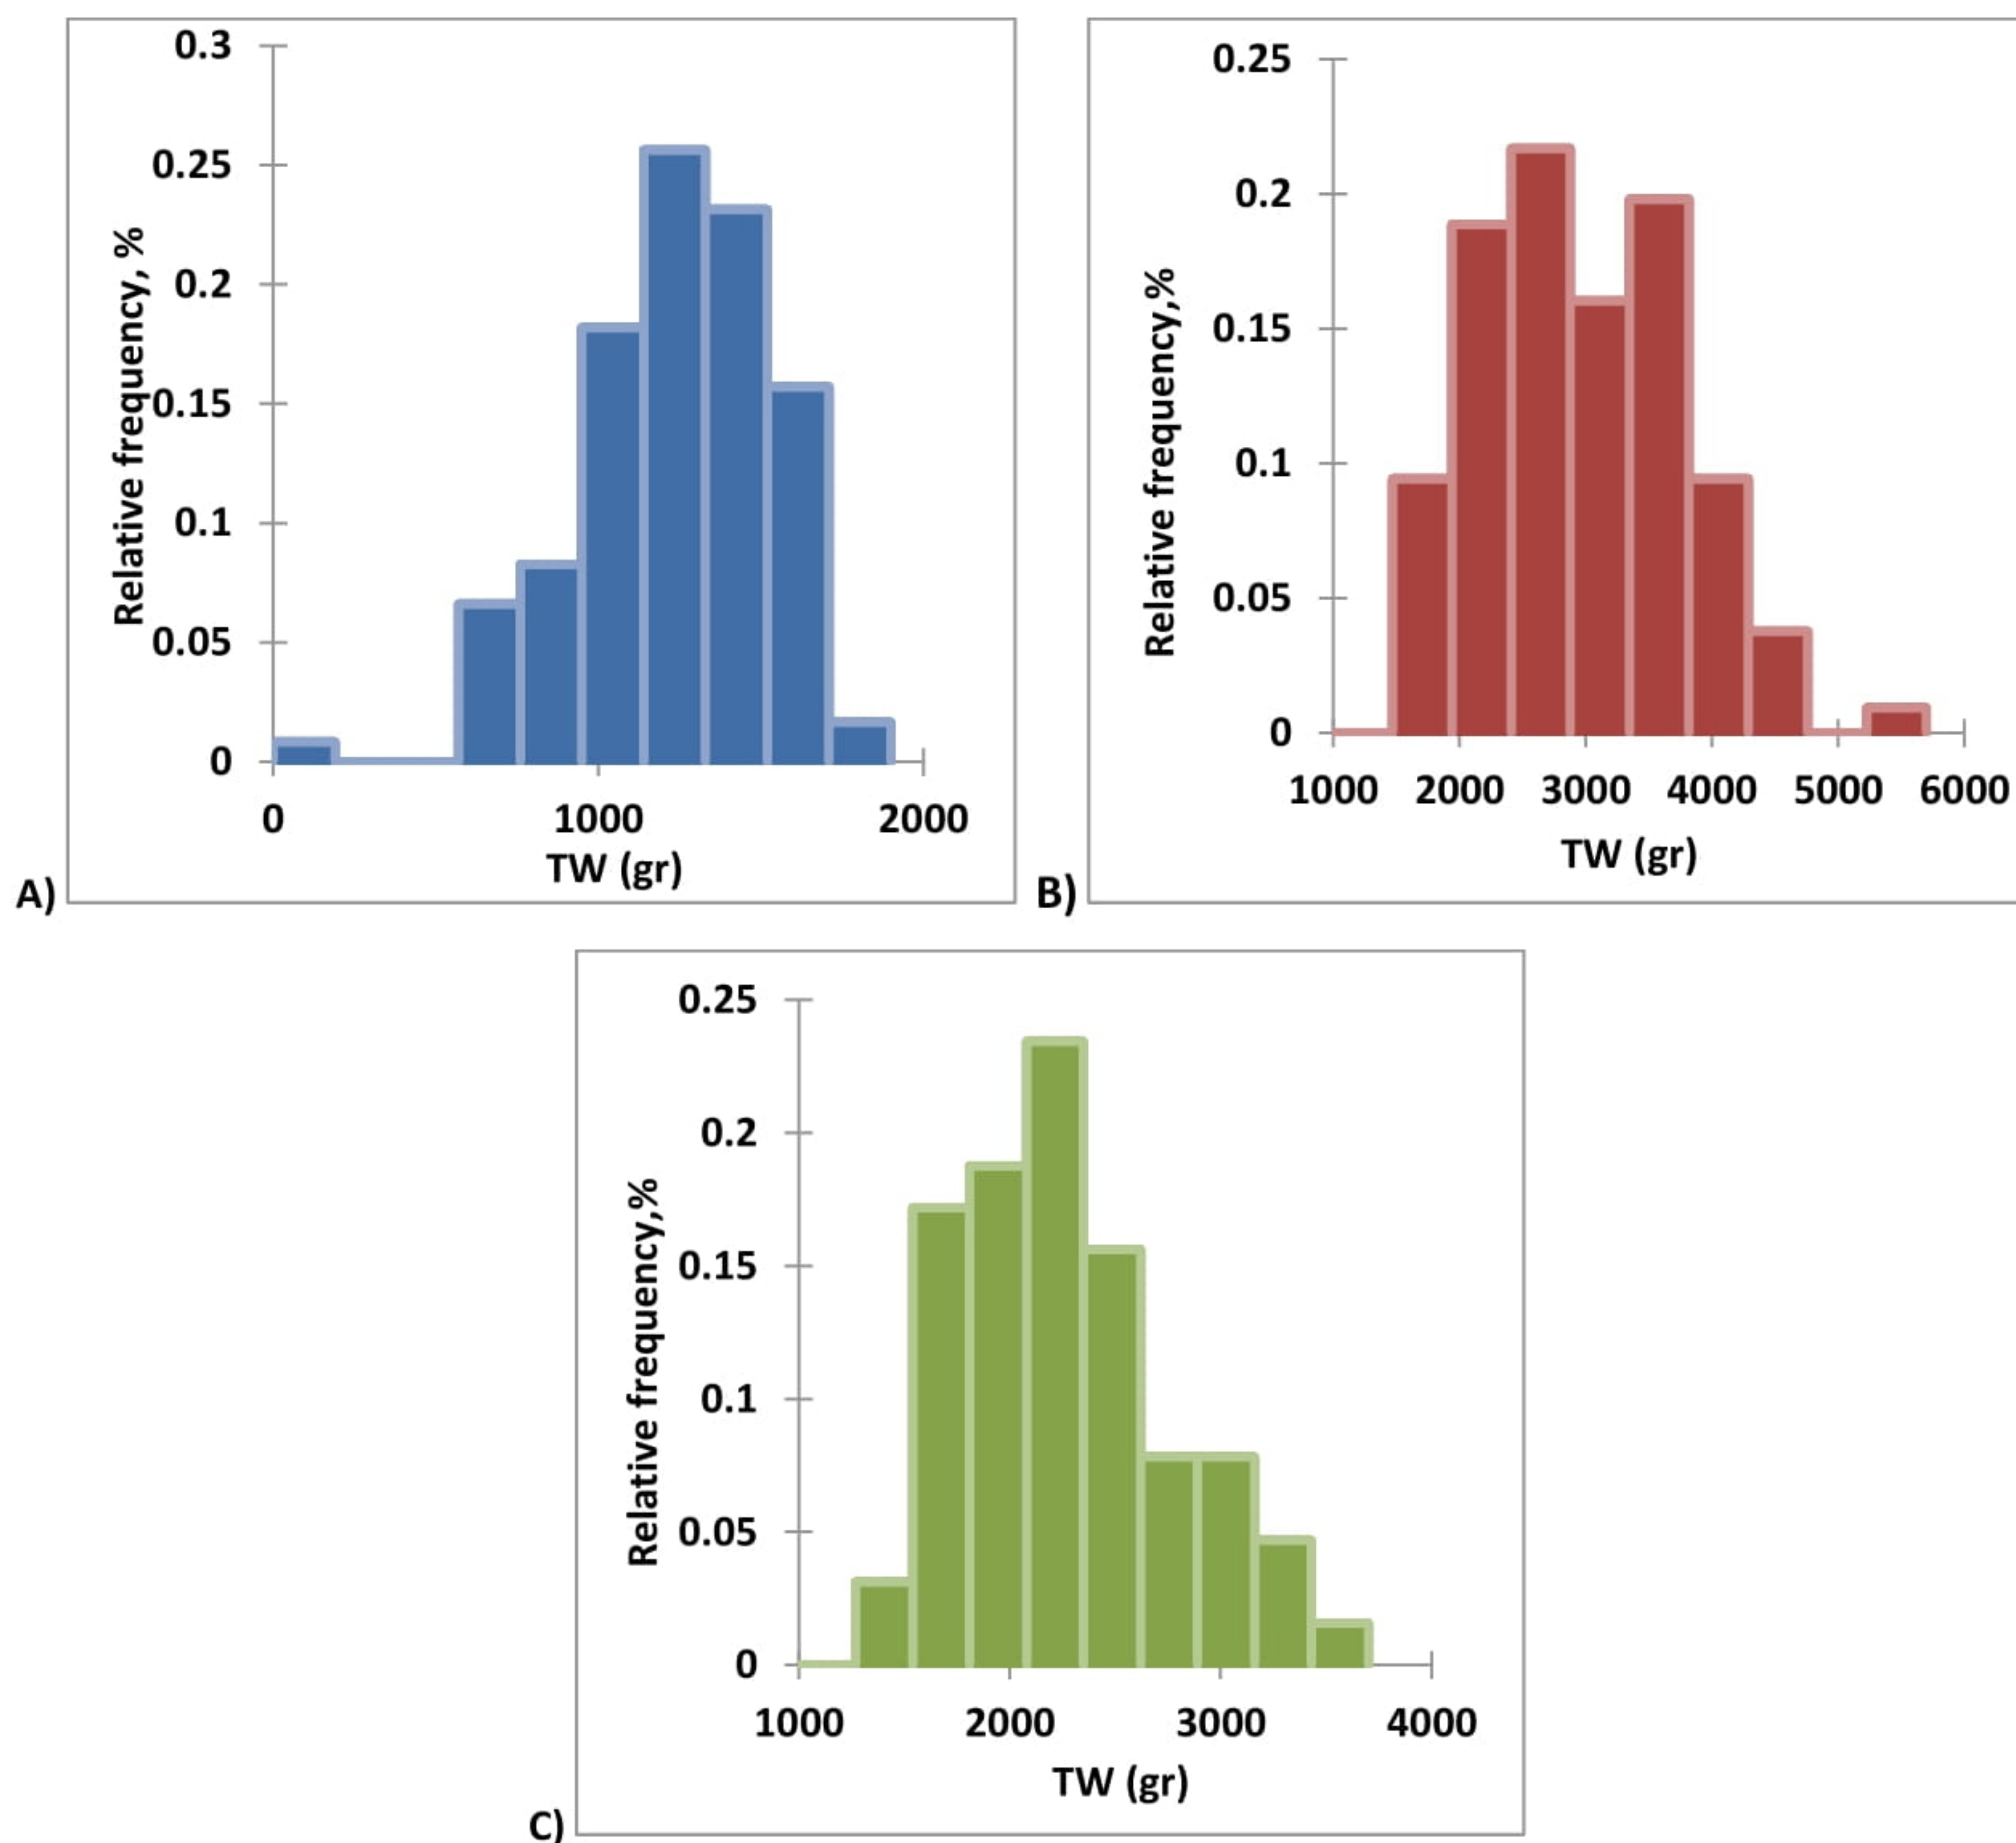 0.3
0.25
0.2
0.15
0.1
0.05
0
Relative frequency, %
0 1000 2000
TW (gr)
A)
0.25
0.2
0.15
0.1
0.05
0
Relative frequency,%
1000 2000 3000 4000 5000 6000
TW (gr)
B)
0.25
0.2
0.15
0.1
0.05
0
Relative frequency,%
1000 2000 3000 4000
TW (gr)
C)